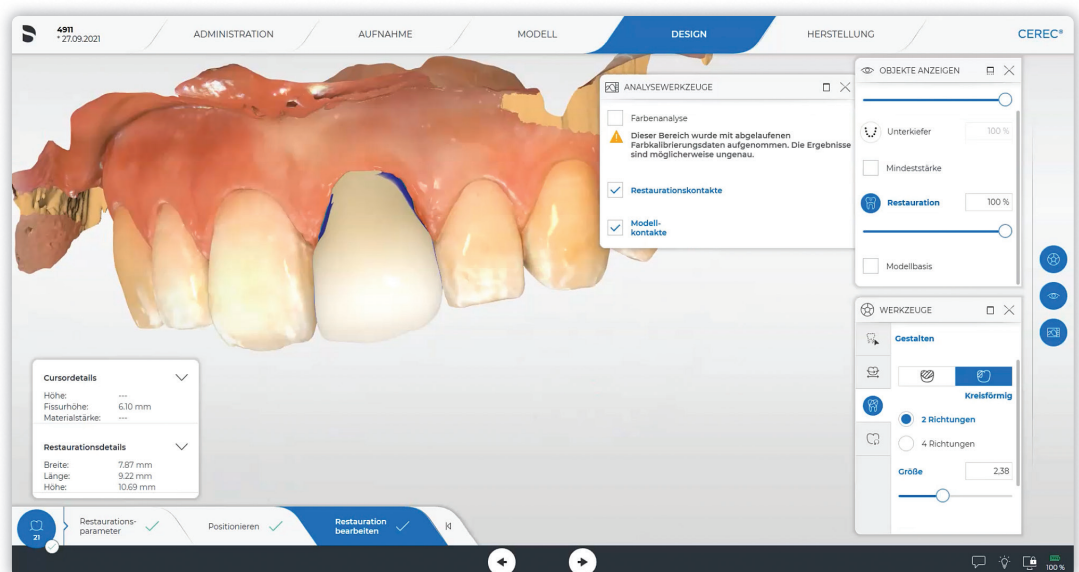 4911
* 27.09.2021
ADMINISTRATION
AUFNAHME
MODELL
DESIGN
HERSTELLUNG
CEREC®
ANALYSEWERKZEUGE
Farbenanalyse
Dieser Bereich wurde mit abgelaufenen
Farbkalibrierungsdaten aufgenommen. Die Ergebnisse
sind möglicherweise ungenau.
Restaurationskontakte
Modell-
kontakte
OBJEKTE ANZEIGEN
Unterkiefer 100 %
Mindeststärke
Restauration 100 %
Modellbasis
WERKZEUGE
Gestalten
Kreisförmig
2 Richtungen
4 Richtungen
Größe 2,38
Cursordetails
Höhe: ---
Fissurhöhe: 6.10 mm
Materialstärke: ---
Restaurationsdetails
Breite: 7.87 mm
Länge: 9.22 mm
Höhe: 10.69 mm
21
Restaurations-
parameter
Positionieren
Restauration
bearbeiten
100 %